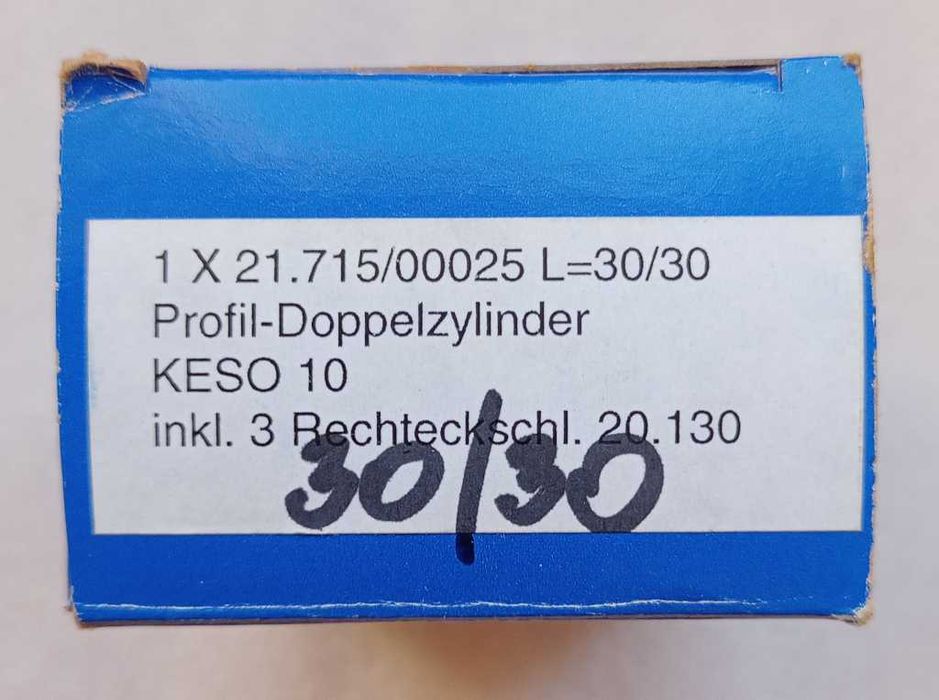 1 X 21.715/00025 L=30/30
Profil-Doppelzylinder
KESO 10
inkl. 3 Rechteckschl. 20.130
30/30